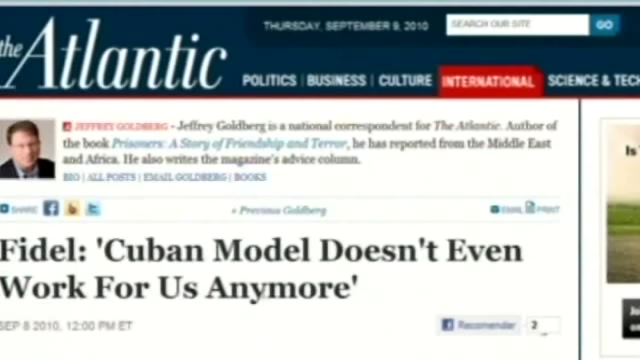 the Atlantic
THURSDAY, SEPTEMBER 9, 2010
SEARCH OUR SITE
GO
POLITICS BUSINESS CULTURE INTERNATIONAL SCIENCE & TECH
JEFFREY GOLDBERG - Jeffrey Goldberg is a national correspondent for The Atlantic. Author of
the book Prisoners: A Story of Friendship and Terror, he has reported from the Middle East
and Africa. He also writes the magazine's advice column.
BIO | ALL POSTS | EMAIL GOLDBERG | BOOKS
SHARE
« Previous Goldberg
EMAIL
PRINT
Fidel: 'Cuban Model Doesn't Even
Work For Us Anymore'
SEP 8 2010, 12:00 PM ET
Recomendar
2